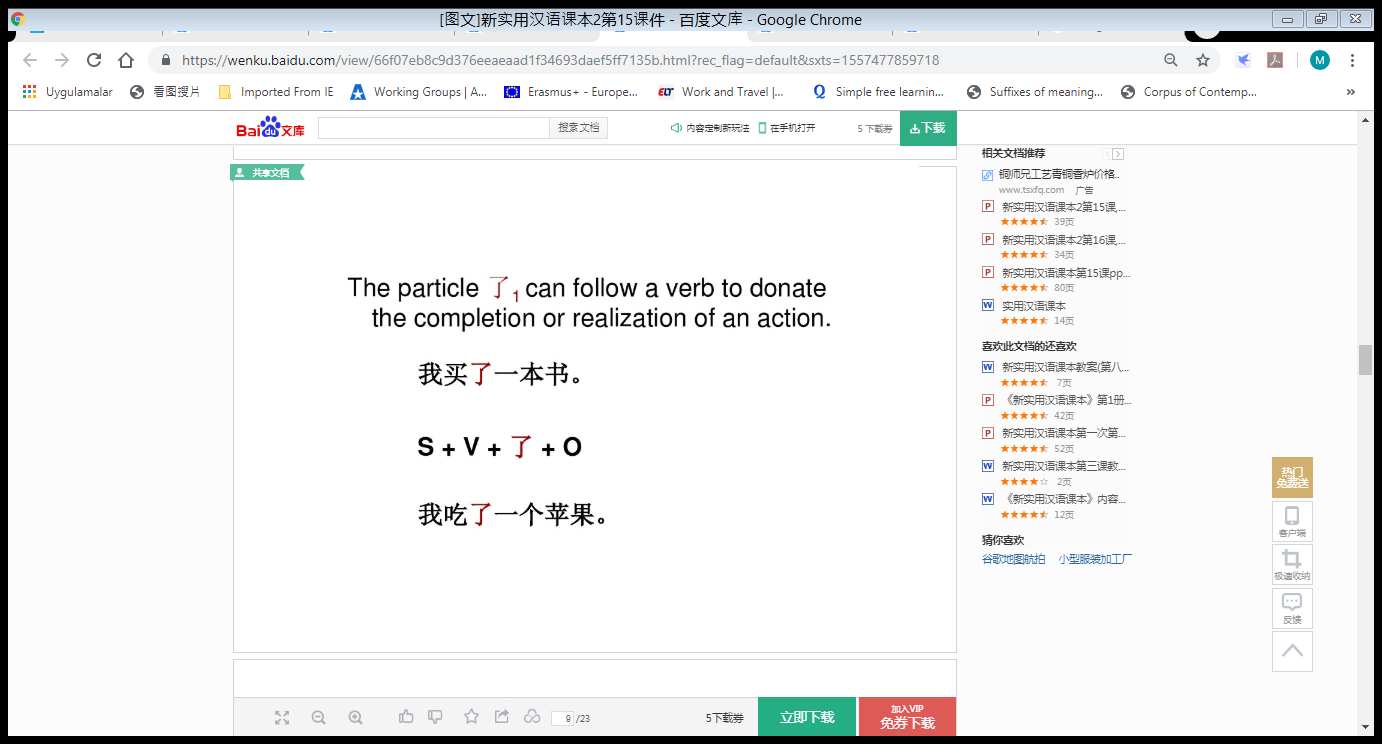 [图文]新实用汉语课本2第15课件 - 百度文库 - Google Chrome
https://wenku.baidu.com/view/66f07eb8c9d376eeaeaad1f34693daef5ff7135b.html?rec_flag=default&sxts=1557477859718
M
Uygulamalar 看图搜片 Imported From IE Working Groups | A... Erasmus+ - Europe... ELT Work and Travel |... Q Simple free learnin... Suffixes of meaning... Corpus of Contemp... »
Bai du 文库 搜索文档 内容定制新玩法 在手机打开 5下载券 下载
共享文档
The particle 了1 can follow a verb to donate
the completion or realization of an action.
我买了一本书。
S + V + 了 + O
我吃了一个苹果。
相关文档推荐
铜师兄工艺青铜香炉价格..
www.tsxfq.com 广告
P 新实用汉语课本2第15课,...
39页
P 新实用汉语课本2第16课,...
34页
P 新实用汉语课本第15课pp...
80页
W 实用汉语课本
14页
喜欢此文档的还喜欢
W 新实用汉语课本教案(第八...
7页
P 《新实用汉语课本》第1册...
42页
P 新实用汉语课本第一次第...
52页
W 新实用汉语课本第三课教...
2页
W 《新实用汉语课本》内容...
12页
猜你喜欢
谷歌地图航拍 小型服装加工厂
热门
免费送
客户端
极速收纳
反馈
9 /23 5下载券 立即下载 加入VIP
免券下载